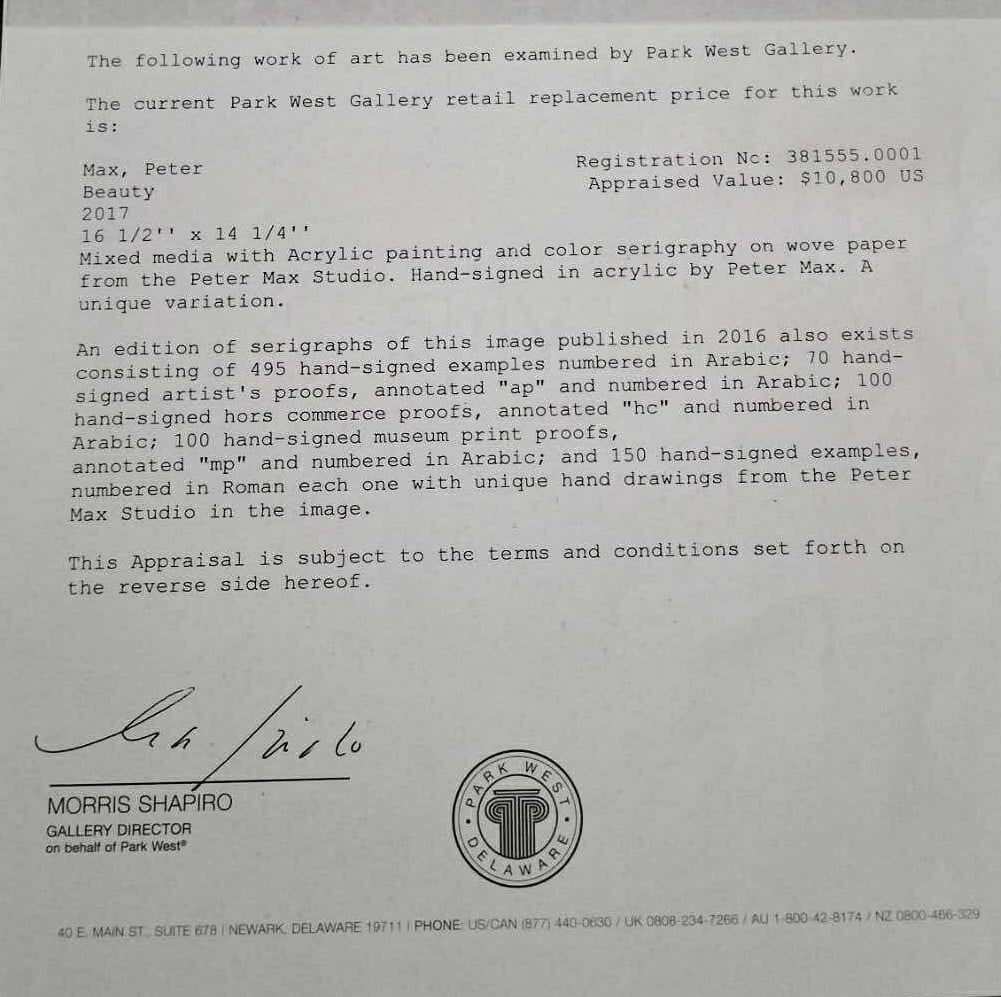 The following work of art has been examined by Park West Gallery.
The current Park West Gallery retail replacement price for this work
is:
Max, Peter
Registration No: 381555.0001
Beauty
Appraised Value: $10,800 US
2017
16 1/2'' x 14 1/4''
Mixed media with Acrylic painting and color serigraphy on wove paper
from the Peter Max Studio. Hand-signed in acrylic by Peter Max. A
unique variation.
An edition of serigraphs of this image published in 2016 also exists
consisting of 495 hand-signed examples numbered in Arabic; 70 hand-
signed artist's proofs, annotated "ap" and numbered in Arabic; 100
hand-signed hors commerce proofs, annotated "hc" and numbered in
Arabic; 100 hand-signed museum print proofs,
annotated "mp" and numbered in Arabic; and 150 hand-signed examples,
numbered in Roman each one with unique hand drawings from the Peter
Max Studio in the image.
This Appraisal is subject to the terms and conditions set forth on
the reverse side hereof.
MORRIS SHAPIRO
GALLERY DIRECTOR
on behalf of Park West®
PARK WEST
DELAWARE
40 E. MAIN ST., SUITE 678 | NEWARK, DELAWARE 19711 | PHONE: US/CAN (877) 440-0630 / UK 0808-234-7266 / AU 1-800-42-8174 / NZ 0800-466-329